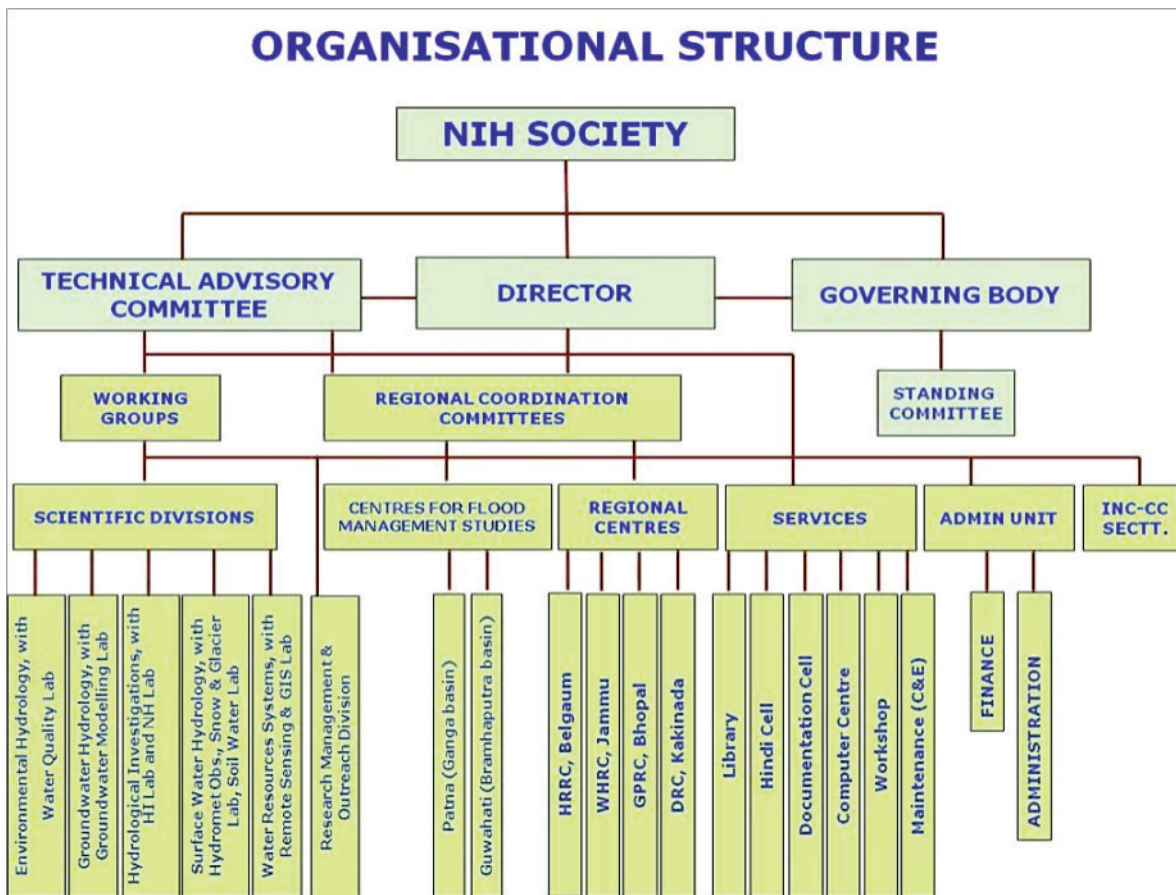 ORGANISATIONAL STRUCTURE
NIH SOCIETY
TECHNICAL ADVISORY
COMMITTEE
DIRECTOR
GOVERNING BODY
WORKING
GROUPS
REGIONAL COORDINATION
COMMITTEES
STANDING
COMMITTEE
SCIENTIFIC DIVISIONS
CENTRES FOR FLOOD
MANAGEMENT STUDIES
REGIONAL
CENTRES
SERVICES
ADMIN UNIT
INC-CC
SECTT.
Environmental Hydrology, with
Water Quality Lab
Groundwater Hydrology, with
Groundwater Modelling Lab
Hydrological Investigations, with
HI Lab and NH Lab
Surface Water Hydrology, with
Hydromet Obs., Snow & Glacier
Lab, Soil Water Lab
Water Resources Systems, with
Remote Sensing & GIS Lab
Research Management &
Outreach Division
Patna (Ganga basin)
Guwahati (Bramhaputra basin)
HRRC, Belgaum
WHRC, Jammu
GPRC, Bhopal
DRC, Kakinada
Library
Hindi Cell
Documentation Cell
Computer Centre
Workshop
Maintenance (C&E)
FINANCE
ADMINISTRATION